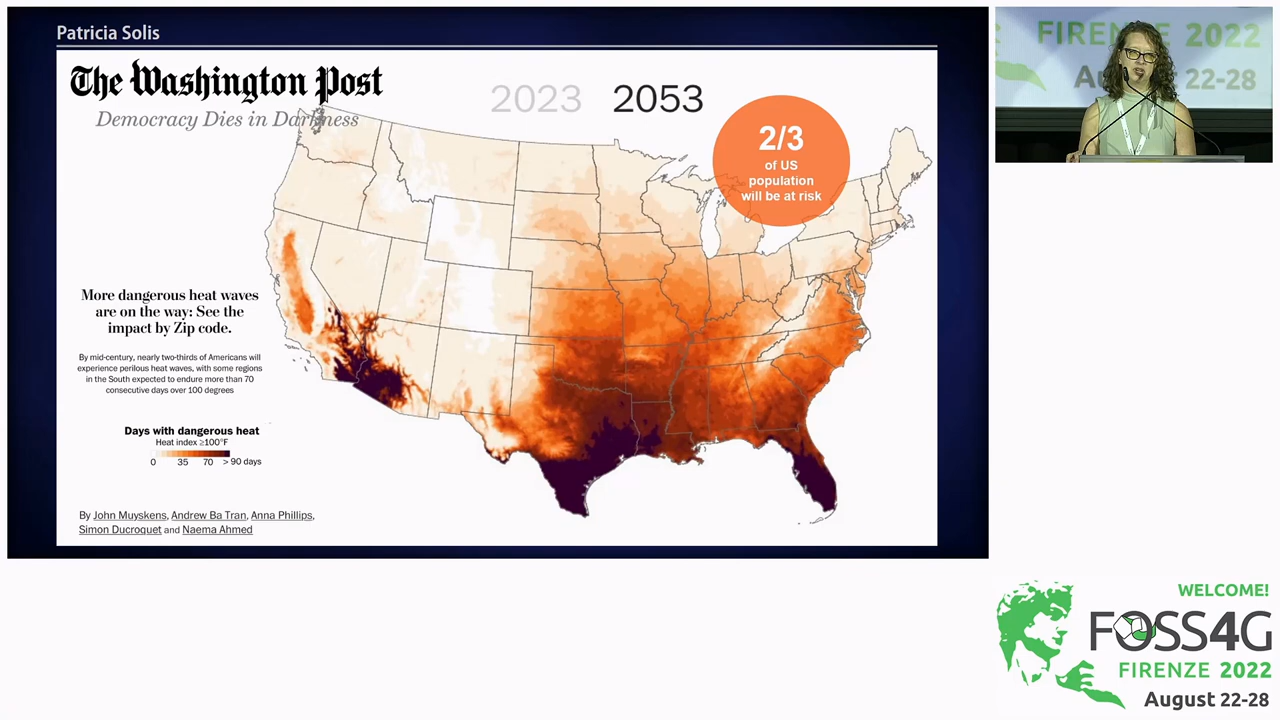 Patricia Solis
The Washington Post
Democracy Dies in Darkness
2023 2053
2/3
of US
population
will be at risk
More dangerous heat waves
are on the way: See the
impact by Zip code.
By mid-century, nearly two-thirds of Americans will
experience perilous heat waves, with some regions
in the South expected to endure more than 70
consecutive days over 100 degrees
Days with dangerous heat
Heat index ≥100°F
0 35 70 > 90 days
By John Muyskens, Andrew Ba Tran, Anna Phillips,
Simon Ducroquet and Naema Ahmed
FIRENZE 2022
22-28
WELCOME!
FOSS4G
FIRENZE 2022
August 22-28